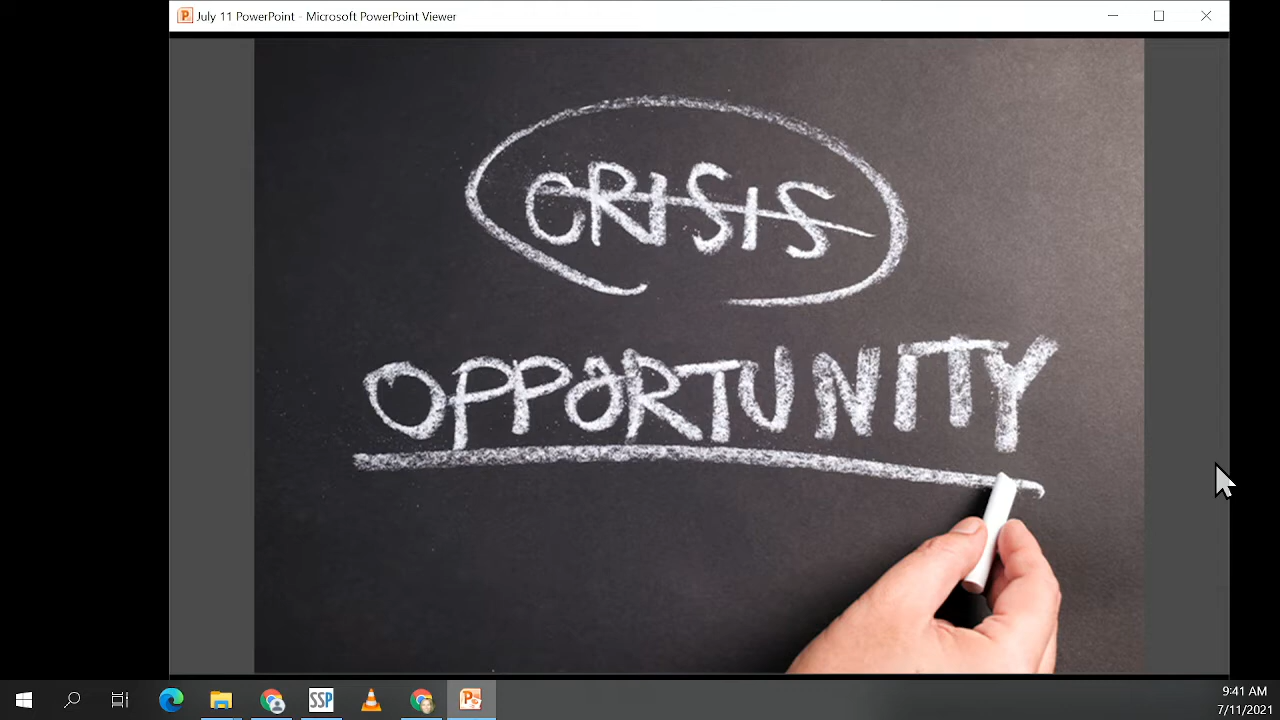 July 11 PowerPoint - Microsoft PowerPoint Viewer
CRISIS
OPPORTUNITY
SSP
9:41 AM
7/11/2021